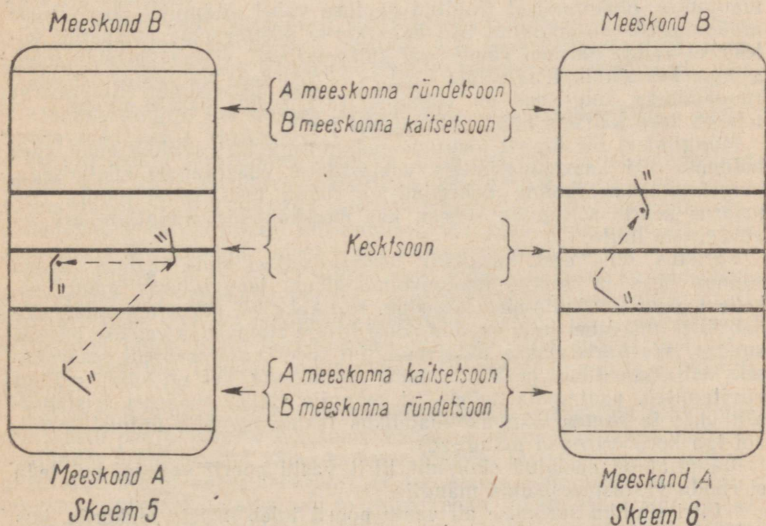 Meeskond B
Meeskond B
A meeskonna ründetsoon
B meeskonna kaitsetsoon
Kesktsoon
A meeskonna kaitsetsoon
B meeskonna ründetsoon
Meeskond A
Skeem 5
Meeskond A
Skeem 6